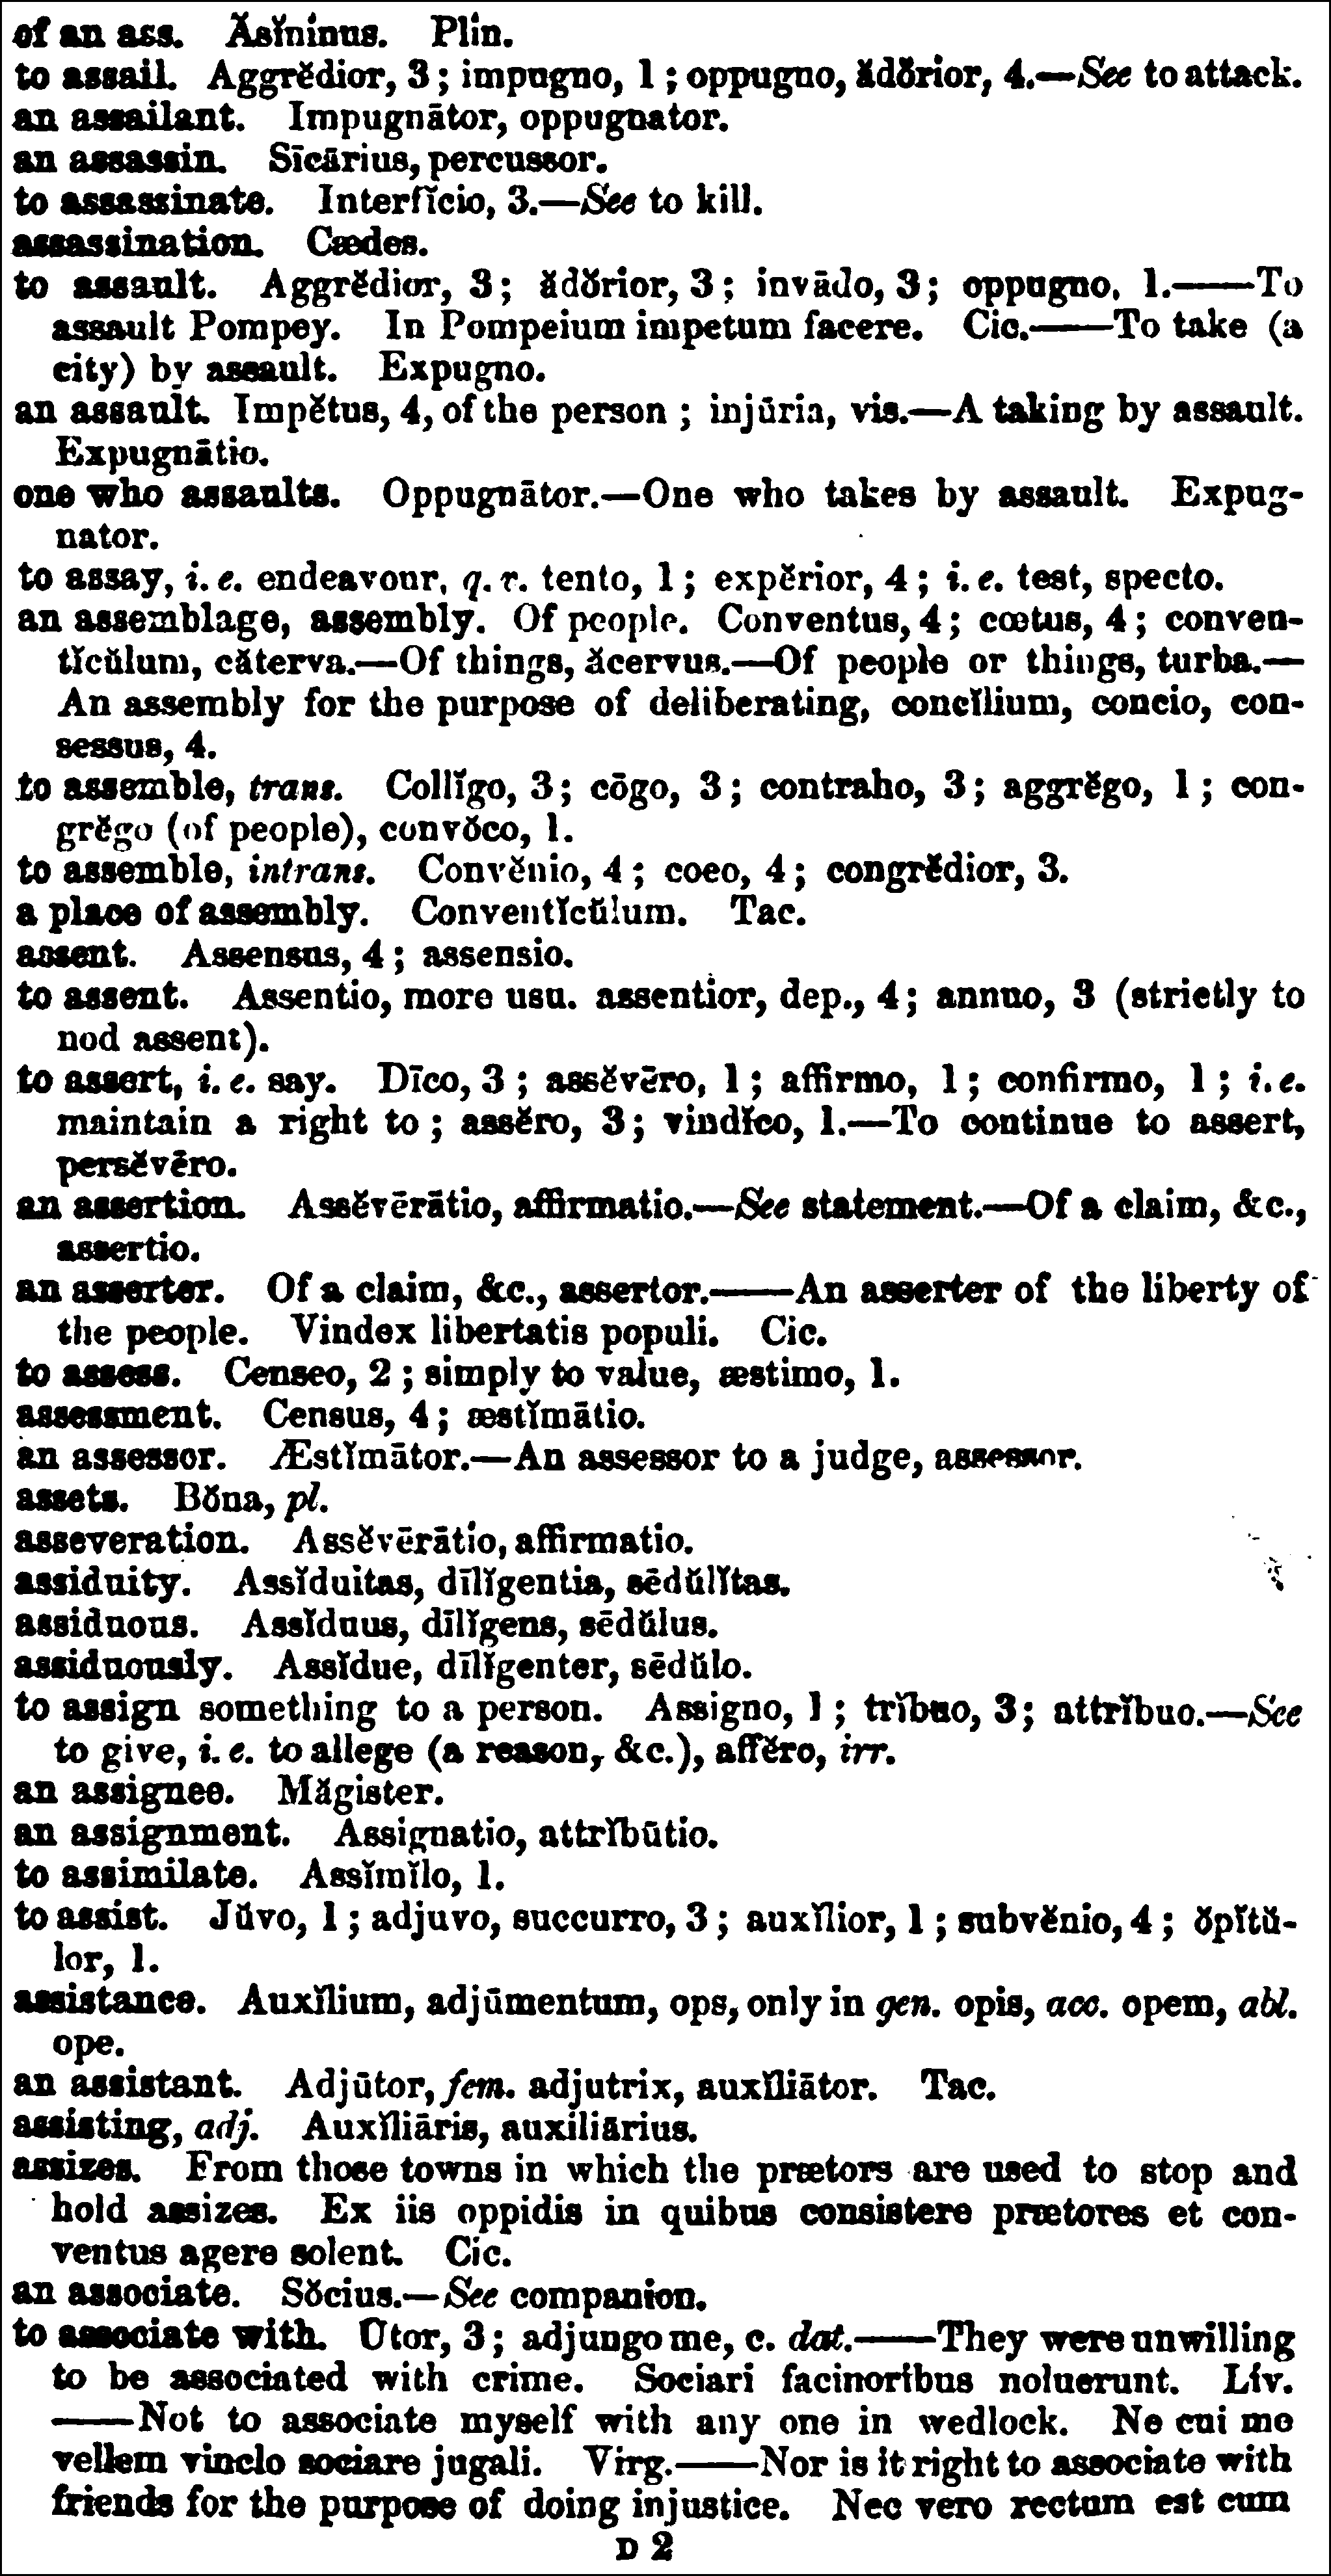 of an ass. Ăsĭnīnus. Plin.
to assail. Aggrĕdior, 3; impugno, 1; oppugno, ădŏrior, 4.—See to attack.
an assailant. Impugnātor, oppugnator.
an assassin. Sīcārius, percussor.
to assassinate. Interfĭcio, 3.—See to kill.
assassination. Cædes.
to assault. Aggrĕdior, 3; ădŏrior, 3; invādo, 3; oppugno, 1.——To
assault Pompey. In Pompeium impetum facere. Cic.——To take (a
city) by assault. Expugno.
an assault. Impĕtus, 4, of the person; injūria, vis.—A taking by assault.
Expugnātio.
one who assaults. Oppugnātor.—One who takes by assault. Expug-
nator.
to assay, i. e. endeavour, q. v. tento, 1; expĕrior, 4; i. e. test, specto.
an assemblage, assembly. Of people. Conventus, 4; cœtus, 4; conven-
tĭcŭlum, căterva.—Of things, ăcervus.—Of people or things, turba.—
An assembly for the purpose of deliberating, concĭlium, concio, con-
sessus, 4.
to assemble, trans. Collĭgo, 3; cōgo, 3; contraho, 3; aggrĕgo, 1; con-
grĕgo (of people), convŏco, 1.
to assemble, intrans. Convĕnio, 4; coeo, 4; congrĕdior, 3.
a place of assembly. Conventĭcŭlum. Tac.
assent. Assensus, 4; assensio.
to assent. Assentio, more usu. assentior, dep., 4; annuo, 3 (strictly to
nod assent).
to assert, i. e. say. Dīco, 3; assĕvēro, 1; affirmo, 1; confirmo, 1; i. e.
maintain a right to; assĕro, 3; vindĭco, 1.—To continue to assert,
persĕvēro.
an assertion. Assĕvērātio, affirmatio.—See statement.—Of a claim, &c.,
assertio.
an asserter. Of a claim, &c., assertor.——An asserter of the liberty of
the people. Vindex libertatis populi. Cic.
to assess. Censeo, 2; simply to value, æstimo, 1.
assessment. Census, 4; æstĭmātio.
an assessor. Æstĭmātor.—An assessor to a judge, assessor.
assets. Bŏna, pl.
asseveration. Assĕvērātio, affirmatio.
assiduity. Assĭduitas, dīlĭgentia, sēdŭlĭtas.
assiduous. Assĭduus, dīlĭgens, sēdŭlus.
assiduously. Assĭdue, dīlĭgenter, sēdŭlo.
to assign something to a person. Assigno, 1; trĭbuo, 3; attrĭbuo.—See
to give, i. e. to allege (a reason, &c.), affĕro, irr.
an assignee. Măgister.
an assignment. Assignatio, attrĭbūtio.
to assimilate. Assĭmĭlo, 1.
to assist. Jŭvo, 1; adjuvo, succurro, 3; auxĭlior, 1; subvĕnio, 4; ŏpĭtŭ-
lor, 1.
assistance. Auxĭlium, adjūmentum, ops, only in gen. opis, acc. opem, abl.
ope.
an assistant. Adjūtor, fem. adjutrix, auxĭliātor. Tac.
assisting, adj. Auxĭliāris, auxiliārius.
assizes. From those towns in which the prætors are used to stop and
hold assizes. Ex iis oppidis in quibus consistere prætores et con-
ventus agere solent. Cic.
an associate. Sŏcius.—See companion.
to associate with. Ūtor, 3; adjungo me, c. dat.——They were unwilling
to be associated with crime. Sociari facinoribus noluerunt. Liv.
——Not to associate myself with any one in wedlock. Ne cui me
vellem vinclo sociare jugali. Virg.——Nor is it right to associate with
friends for the purpose of doing injustice. Nec vero rectum est cum
D 2